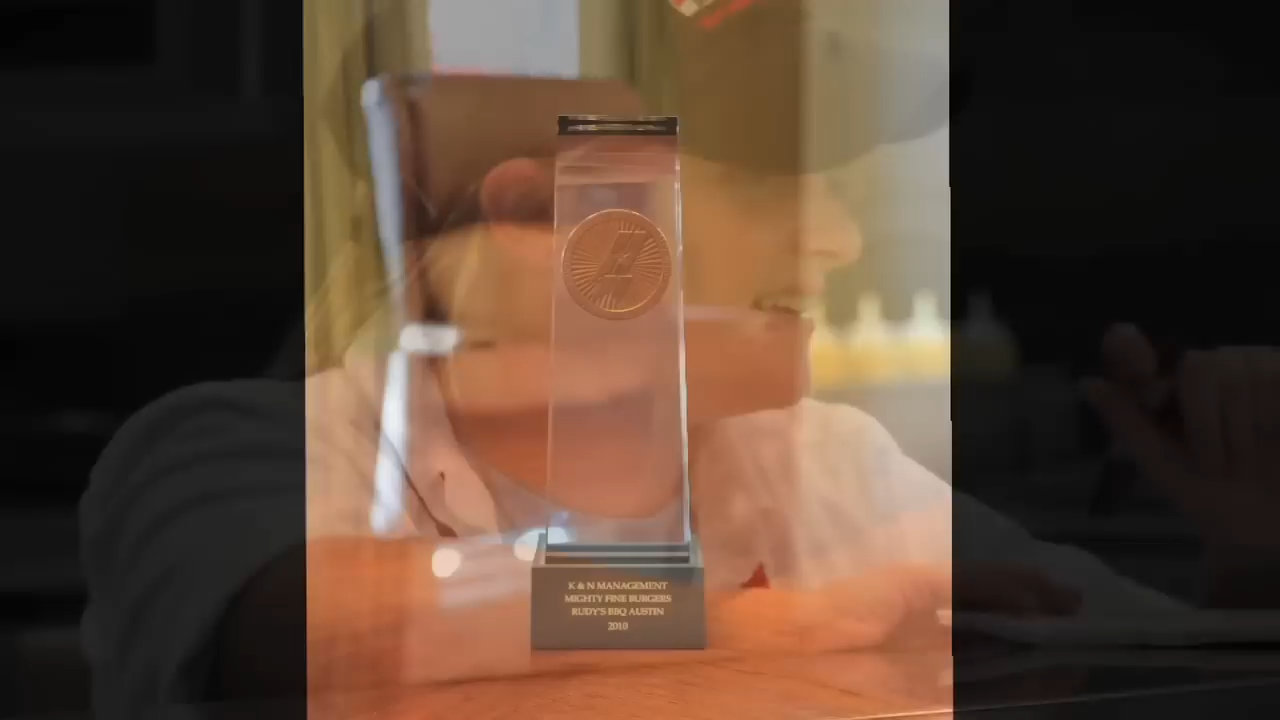 K & N MANAGEMENT
MIGHTY FINE BURGERS
RUDY'S BBQ AUSTIN
2010